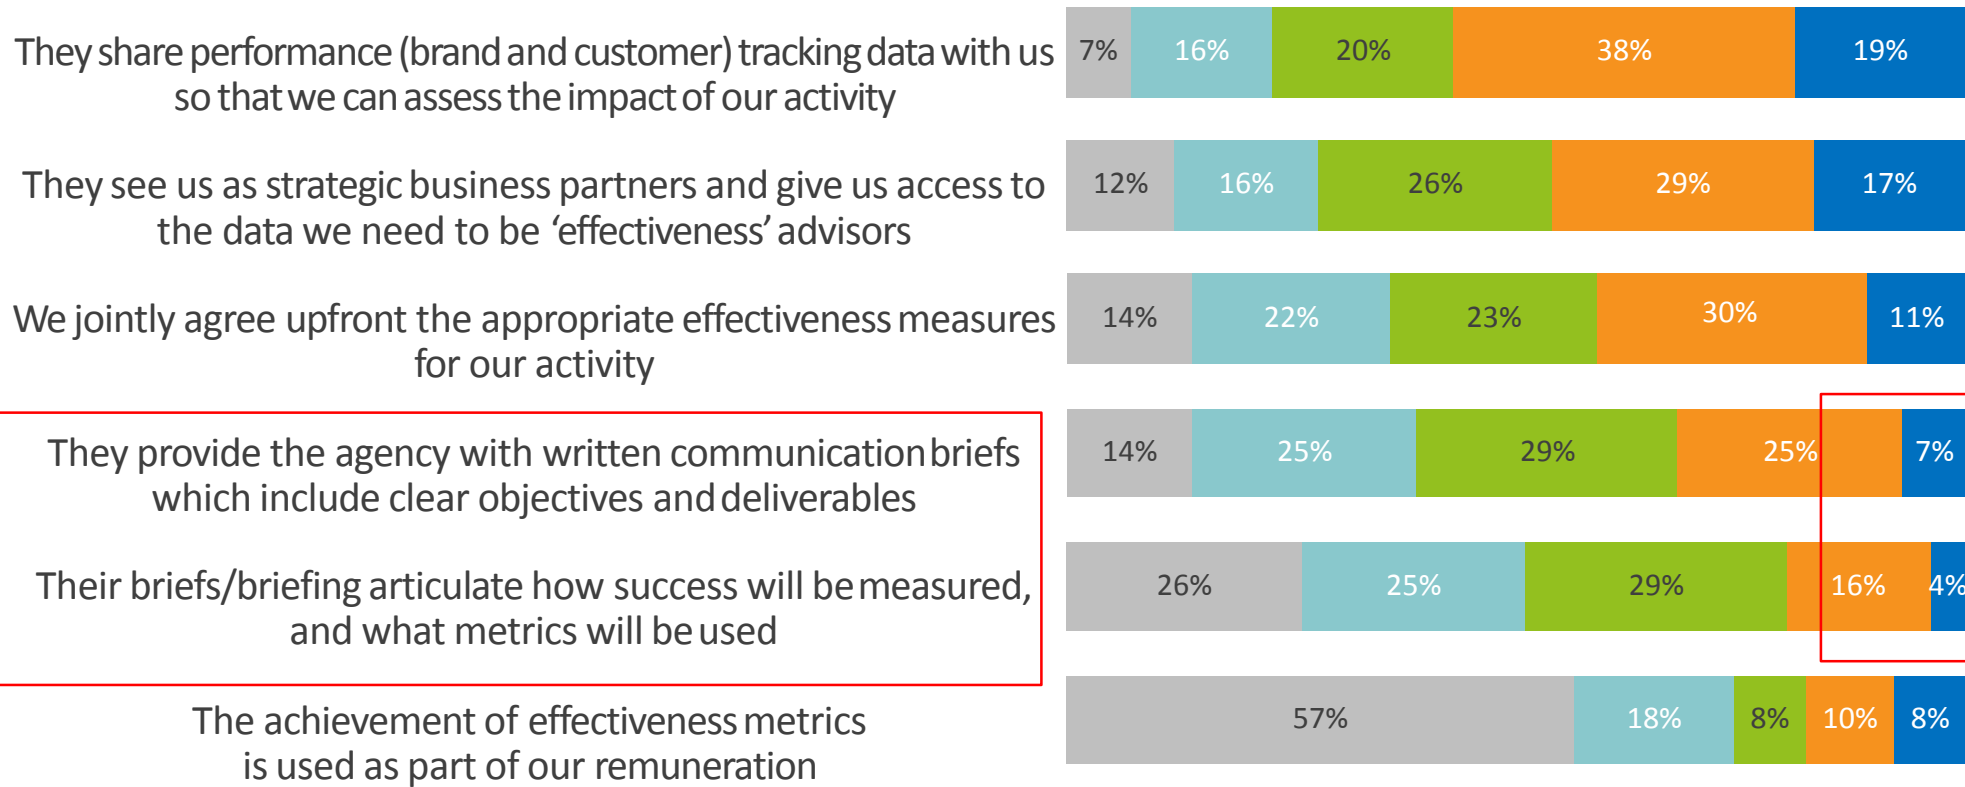 They share performance (brand and customer) tracking data with us
so that we can assess the impact of our activity
7% 16% 20% 38% 19%
They see us as strategic business partners and give us access to
the data we need to be ‘effectiveness’ advisors
12% 16% 26% 29% 17%
We jointly agree upfront the appropriate effectiveness measures
for our activity
14% 22% 23% 30% 11%
They provide the agency with written communication briefs
which include clear objectives and deliverables
14% 25% 29% 25% 7%
Their briefs/briefing articulate how success will be measured,
and what metrics will be used
26% 25% 29% 16% 4%
The achievement of effectiveness metrics
is used as part of our remuneration
57% 18% 8% 10% 8%